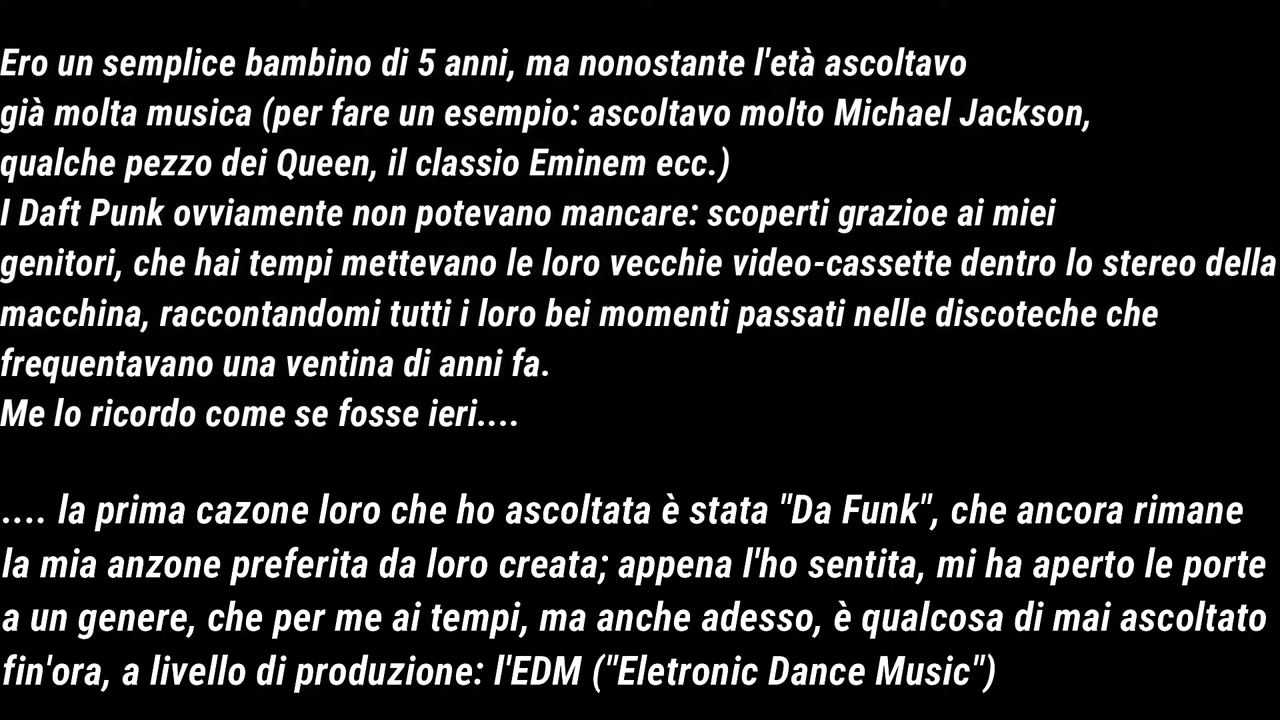 Ero un semplice bambino di 5 anni, ma nonostante l'età ascoltavo
già molta musica (per fare un esempio: ascoltavo molto Michael Jackson,
qualche pezzo dei Queen, il classio Eminem ecc.)
I Daft Punk ovviamente non potevano mancare: scoperti grazioe ai miei
genitori, che hai tempi mettevano le loro vecchie video-cassette dentro lo stereo della
macchina, raccontandomi tutti i loro bei momenti passati nelle discoteche che
frequentavano una ventina di anni fa.
Me lo ricordo come se fosse ieri....
.... la prima cazone loro che ho ascoltata è stata "Da Funk", che ancora rimane
la mia anzone preferita da loro creata; appena l'ho sentita, mi ha aperto le porte
a un genere, che per me ai tempi, ma anche adesso, è qualcosa di mai ascoltato
fin'ora, a livello di produzione: l'EDM ("Eletronic Dance Music")